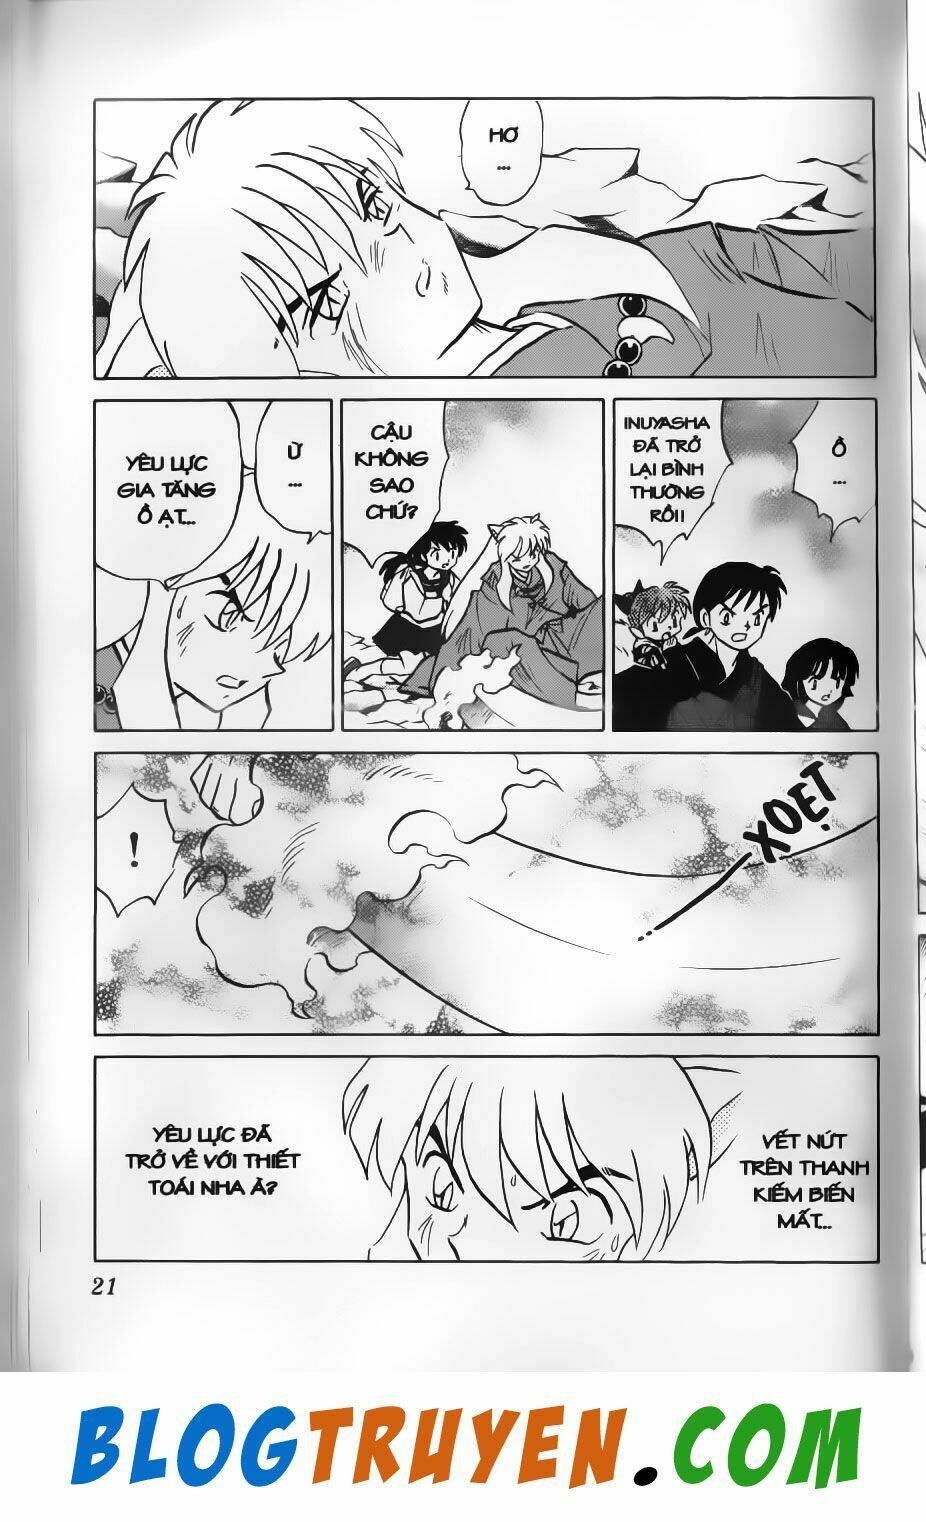 HƠ
...
Ồ
...
INUYASHA
ĐÃ TRỞ
LẠI BÌNH
THƯỜNG
RỒI!
CẬU
KHÔNG
SAO
CHỨ?
Ừ
...
YÊU LỰC
GIA TĂNG
Ồ ẠT...
XOẸT
!
VẾT NỨT
TRÊN THANH
KIẾM BIẾN
MẤT...
YÊU LỰC ĐÃ
TRỞ VỀ VỚI THIẾT
TOÁI NHA À?
21
BLOGTRUYEN.COM